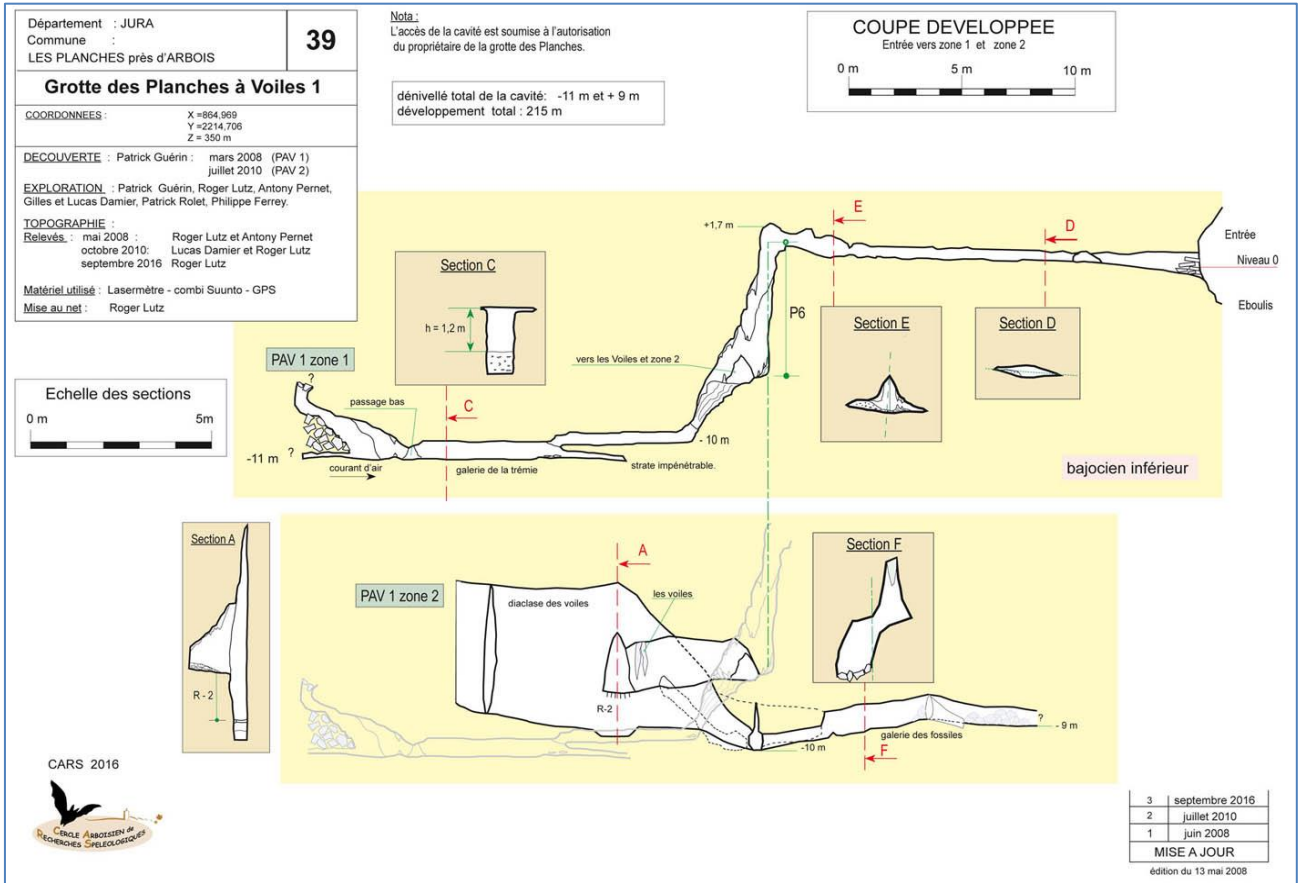 Département : JURA
Commune :
LES PLANCHES près d'ARBOIS
39
Grotte des Planches à Voiles 1
COORDONNEES :
X =864,969
Y =2214,706
Z = 350 m
DECOUVERTE : Patrick Guérin : mars 2008 (PAV 1)
juillet 2010 (PAV 2)
EXPLORATION : Patrick Guérin, Roger Lutz, Antony Pernet,
Gilles et Lucas Damier, Patrick Rolet, Philippe Ferrey.
TOPOGRAPHIE :
Relevés : mai 2008 : Roger Lutz et Antony Pernet
octobre 2010: Lucas Damier et Roger Lutz
septembre 2016 Roger Lutz
Matériel utilisé : Lasermètre - combi Suunto - GPS
Mise au net : Roger Lutz
Nota :
L'accès de la cavité est soumise à l'autorisation
du propriétaire de la grotte des Planches.
dénivellé total de la cavité: -11 m et + 9 m
développement total : 215 m
COUPE DEVELOPPEE
Entrée vers zone 1 et zone 2
0 m 5 m 10 m
Echelle des sections
0 m 5m
PAV 1 zone 1
Section C
h = 1,2 m
+1,7 m
E
D
Entrée
Niveau 0
Eboulis
P6
Section E
Section D
vers les Voiles et zone 2
?
passage bas
C
-11 m ?
courant d'air
galerie de la trémie
- 10 m
strate impénétrable.
bajocien inférieur
Section A
R - 2
PAV 1 zone 2
diaclase des voiles
A
les voiles
R-2
Section F
-10 m
F
galerie des fossiles
?
- 9 m
CARS 2016
CERCLE ARBOISIEN de
RECHERCHES SPELEOLOGIQUES
3 septembre 2016
2 juillet 2010
1 juin 2008
MISE A JOUR
édition du 13 mai 2008